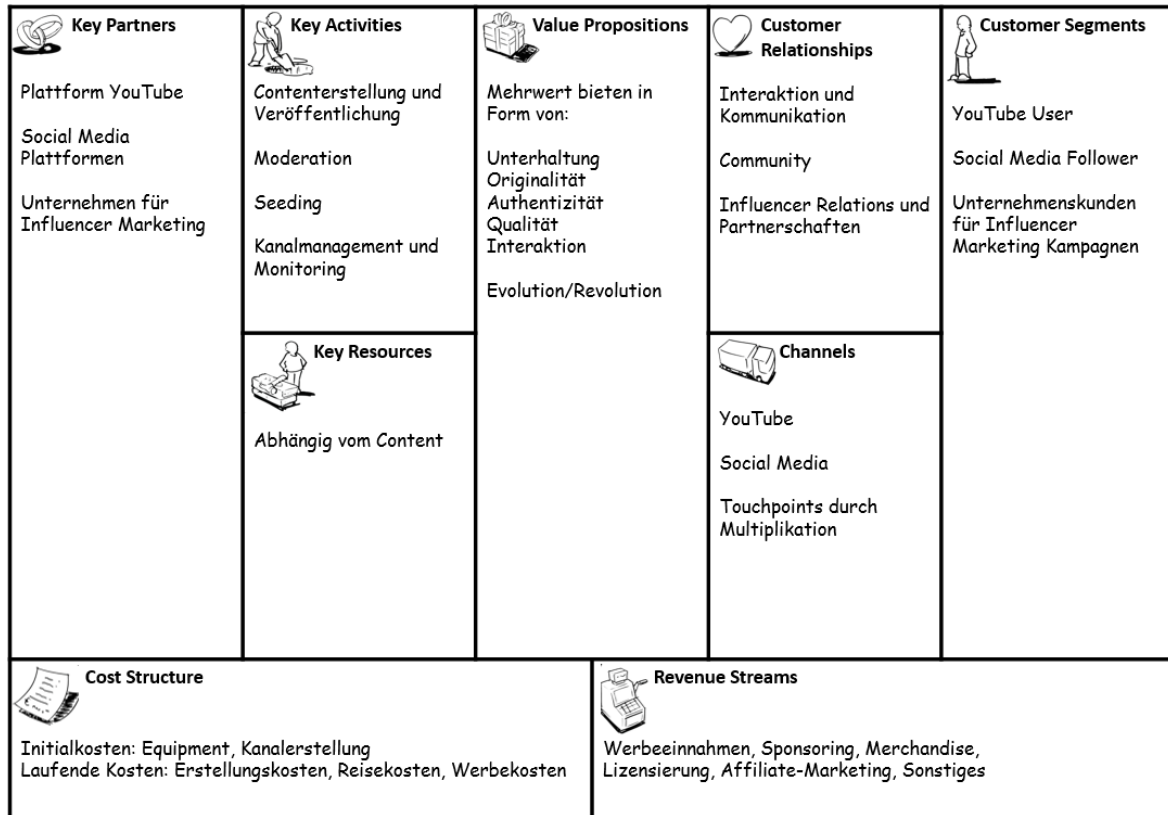 Key Partners
Plattform YouTube
Social Media
Plattformen
Unternehmen für
Influencer Marketing
Key Activities
Contenterstellung und
Veröffentlichung
Moderation
Seeding
Kanalmanagement und
Monitoring
Key Resources
Abhängig vom Content
Value Propositions
Mehrwert bieten in
Form von:
Unterhaltung
Originalität
Authentizität
Qualität
Interaktion
Evolution/Revolution
Customer
Relationships
Interaktion und
Kommunikation
Community
Influencer Relations und
Partnerschaften
Channels
YouTube
Social Media
Touchpoints durch
Multiplikation
Customer Segments
YouTube User
Social Media Follower
Unternehmenskunden
für Influencer
Marketing Kampagnen
Cost Structure
Initialkosten: Equipment, Kanalerstellung
Laufende Kosten: Erstellungskosten, Reisekosten, Werbekosten
Revenue Streams
Werbeeinnahmen, Sponsoring, Merchandise,
Lizensierung, Affiliate-Marketing, Sonstiges